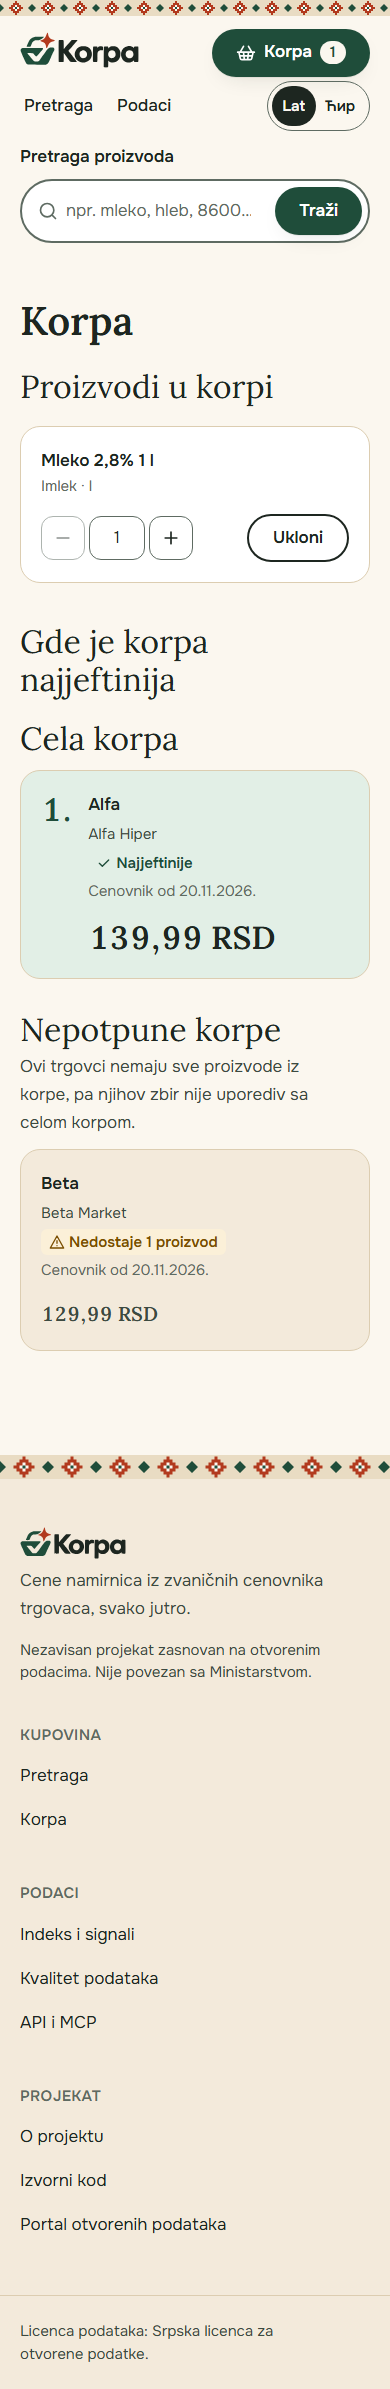 Korpa
Korpa 1
Pretraga Podaci
Lat Ћир
Pretraga proizvoda
npr. mleko, hleb, 8600...
Traži
Korpa
Proizvodi u korpi
Mleko 2,8% 1 l
Imlek · l
1
Ukloni
Gde je korpa
najjeftinija
Cela korpa
1. Alfa
Alfa Hiper
Najjeftinije
Cenovnik od 20.11.2026.
139,99 RSD
Nepotpune korpe
Ovi trgovci nemaju sve proizvode iz
korpe, pa njihov zbir nije uporediv sa
celom korpom.
Beta
Beta Market
Nedostaje 1 proizvod
Cenovnik od 20.11.2026.
129,99 RSD
Korpa
Cene namirnica iz zvaničnih cenovnika
trgovaca, svako jutro.
Nezavisan projekat zasnovan na otvorenim
podacima. Nije povezan sa Ministarstvom.
KUPOVINA
Pretraga
Korpa
PODACI
Indeks i signali
Kvalitet podataka
API i MCP
PROJEKAT
O projektu
Izvorni kod
Portal otvorenih podataka
Licenca podataka: Srpska licenca za
otvorene podatke.